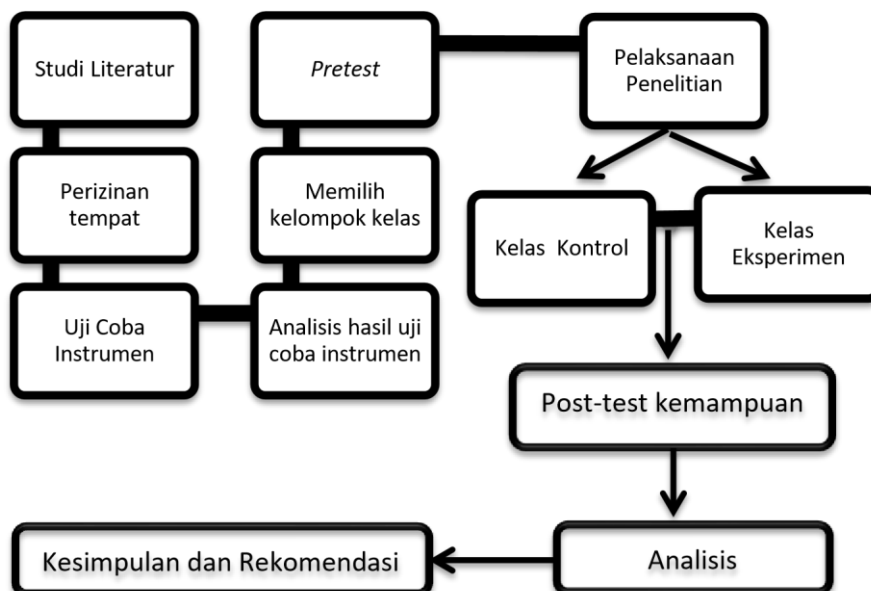 Studi Literatur
Perizinan
tempat
Uji Coba
Instrumen
Analisis hasil uji
coba instrumen
Memilih
kelompok kelas
Pretest
Pelaksanaan
Penelitian
Kelas Kontrol
Kelas
Eksperimen
Post-test kemampuan
Analisis
Kesimpulan dan Rekomendasi